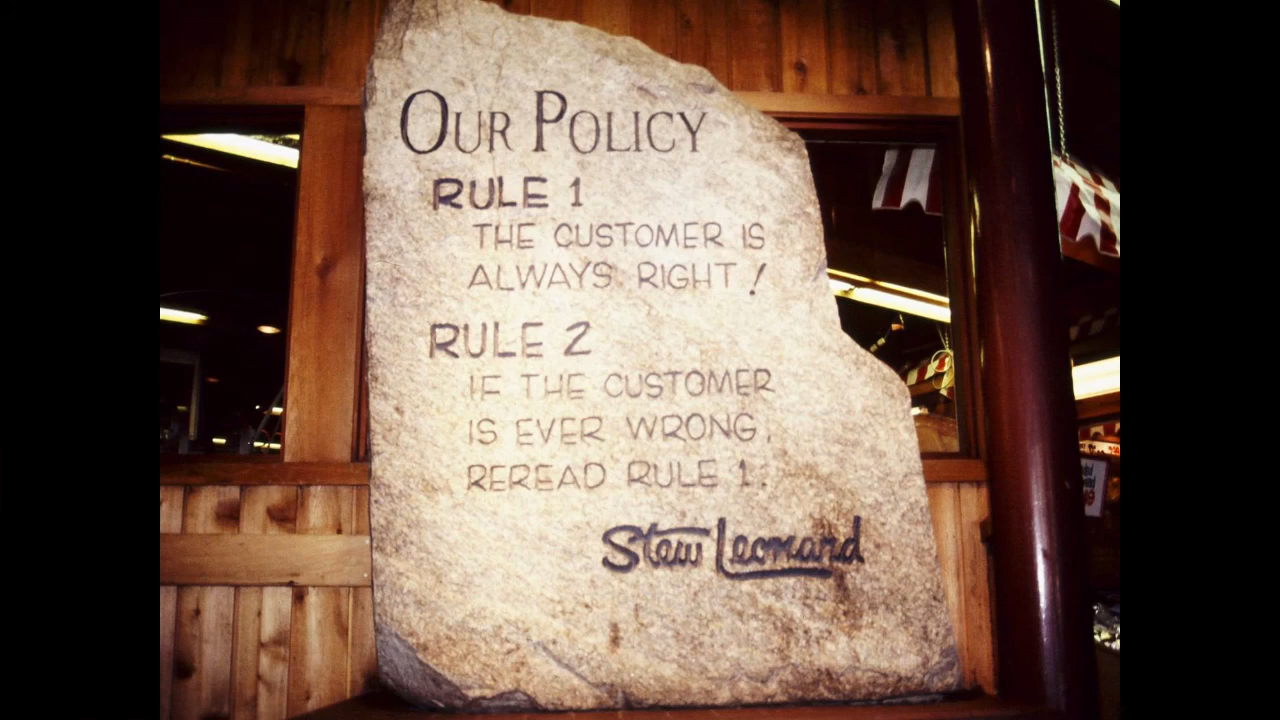 OUR POLICY
RULE 1
THE CUSTOMER IS
ALWAYS RIGHT!
RULE 2
IF THE CUSTOMER
IS EVER WRONG,
REREAD RULE 1.
Stew Leonard